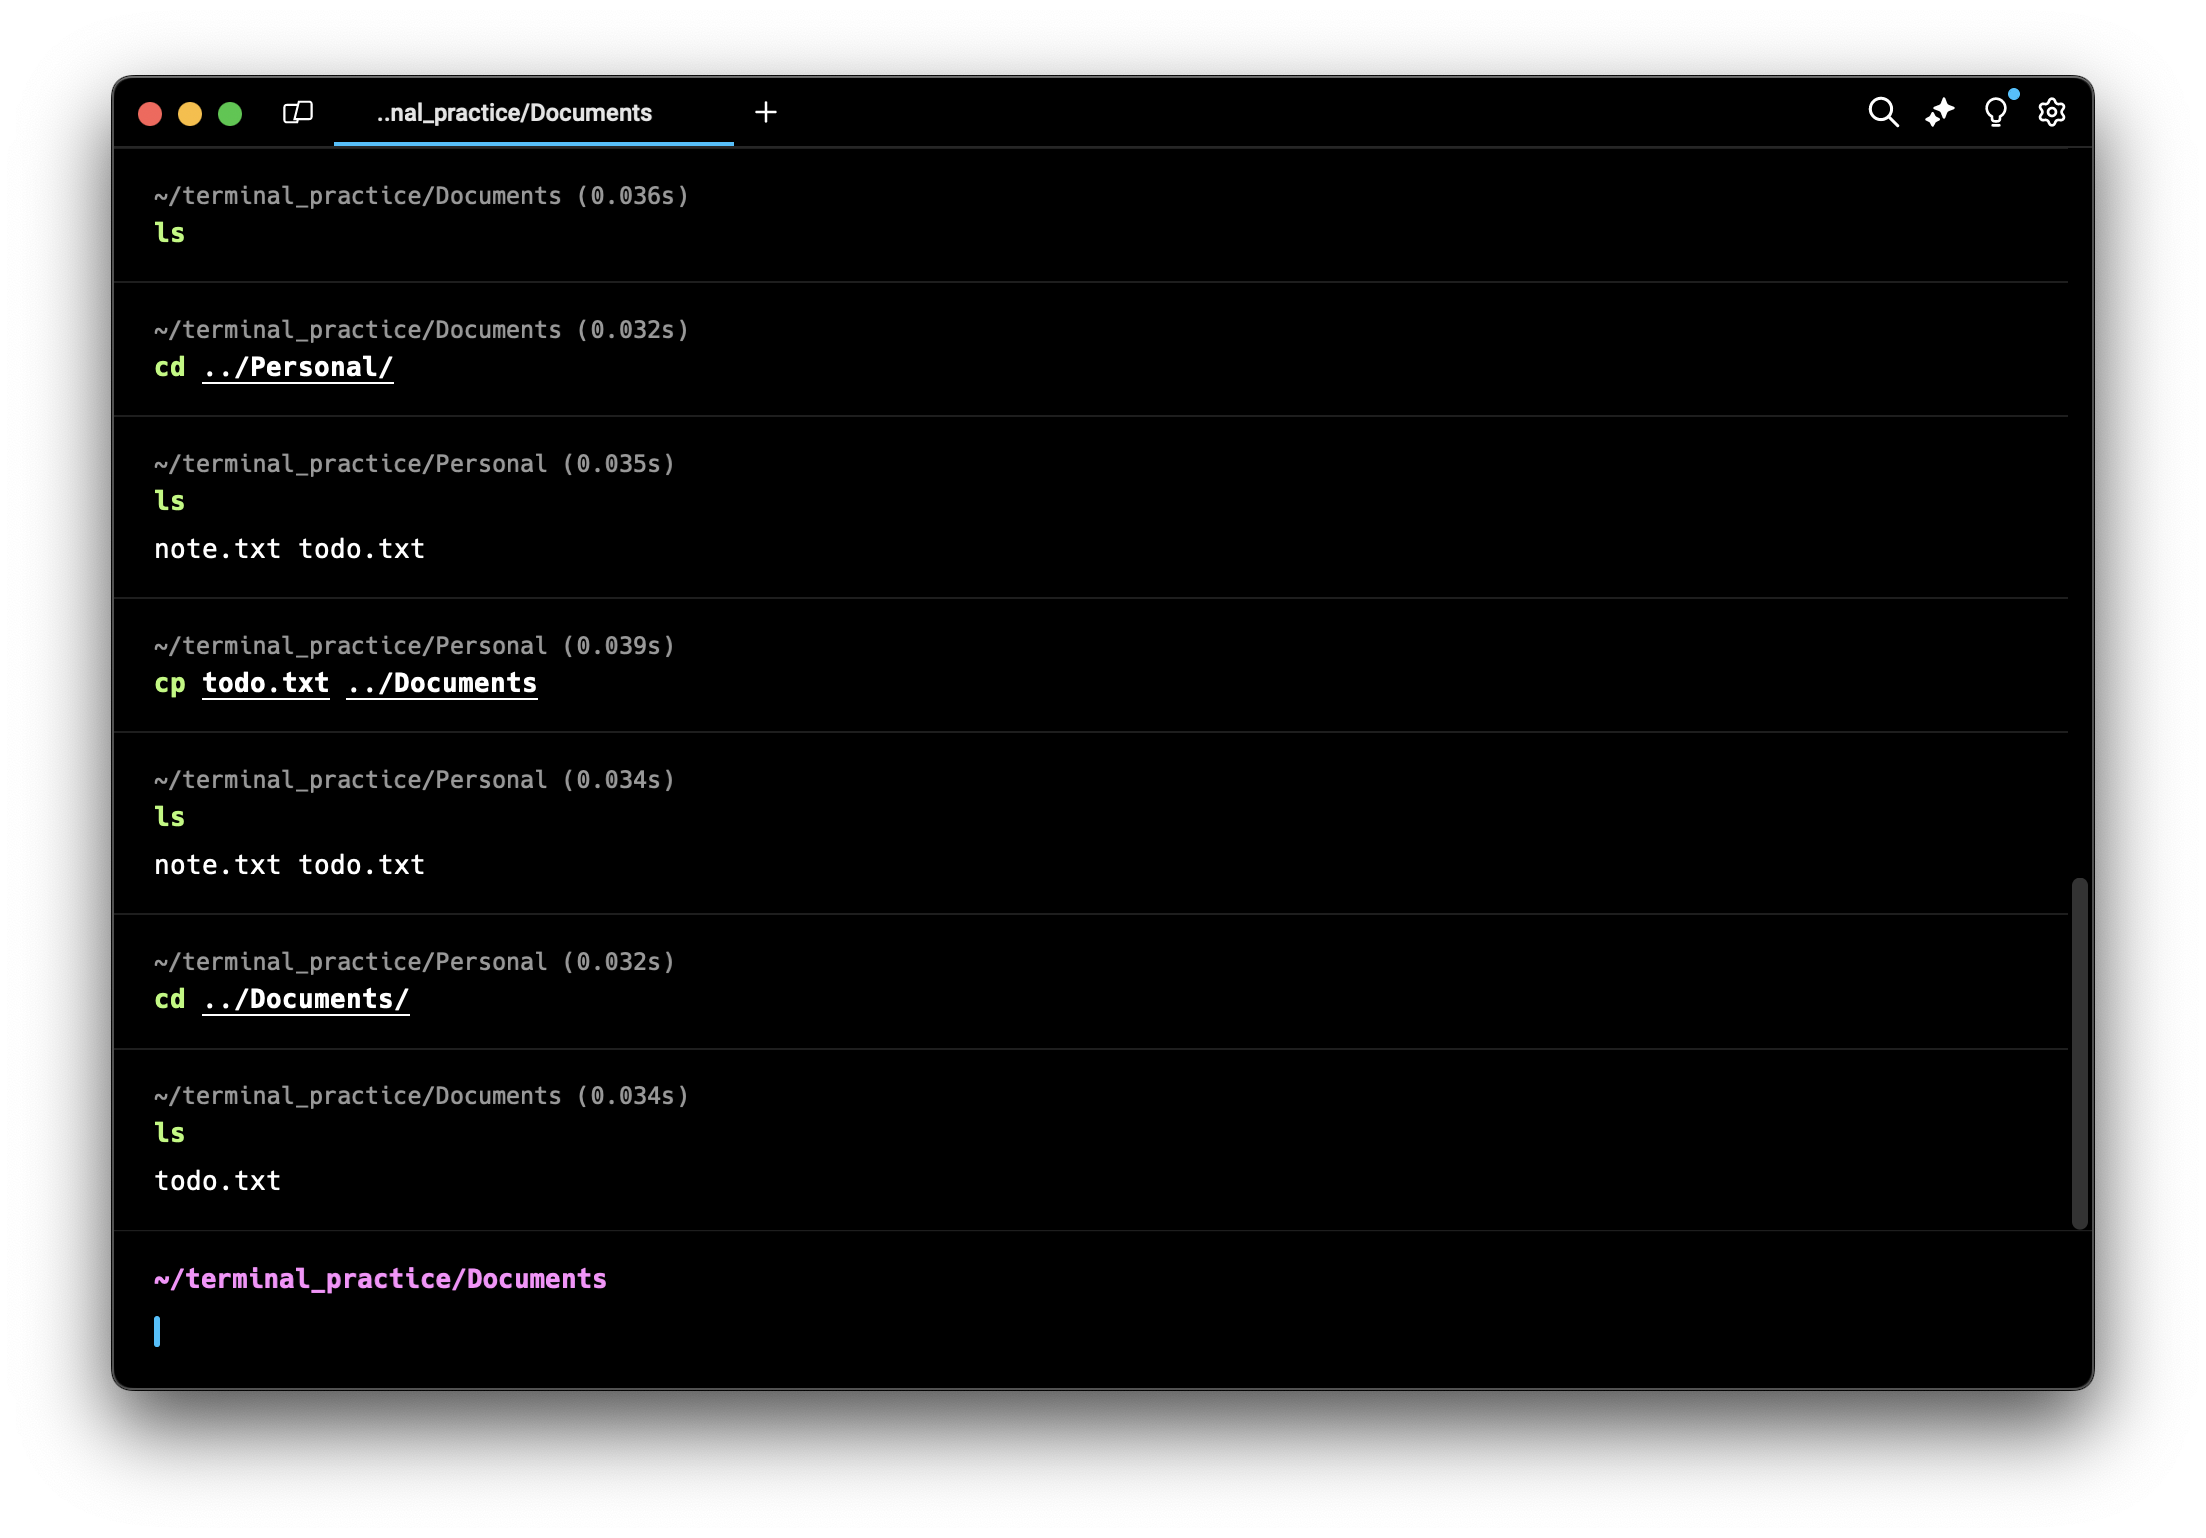 ..nal_practice/Documents
~/terminal_practice/Documents (0.036s)
ls
~/terminal_practice/Documents (0.032s)
cd ../Personal/
~/terminal_practice/Personal (0.035s)
ls
note.txt todo.txt
~/terminal_practice/Personal (0.039s)
cp todo.txt ../Documents
~/terminal_practice/Personal (0.034s)
ls
note.txt todo.txt
~/terminal_practice/Personal (0.032s)
cd ../Documents/
~/terminal_practice/Documents (0.034s)
ls
todo.txt
~/terminal_practice/Documents